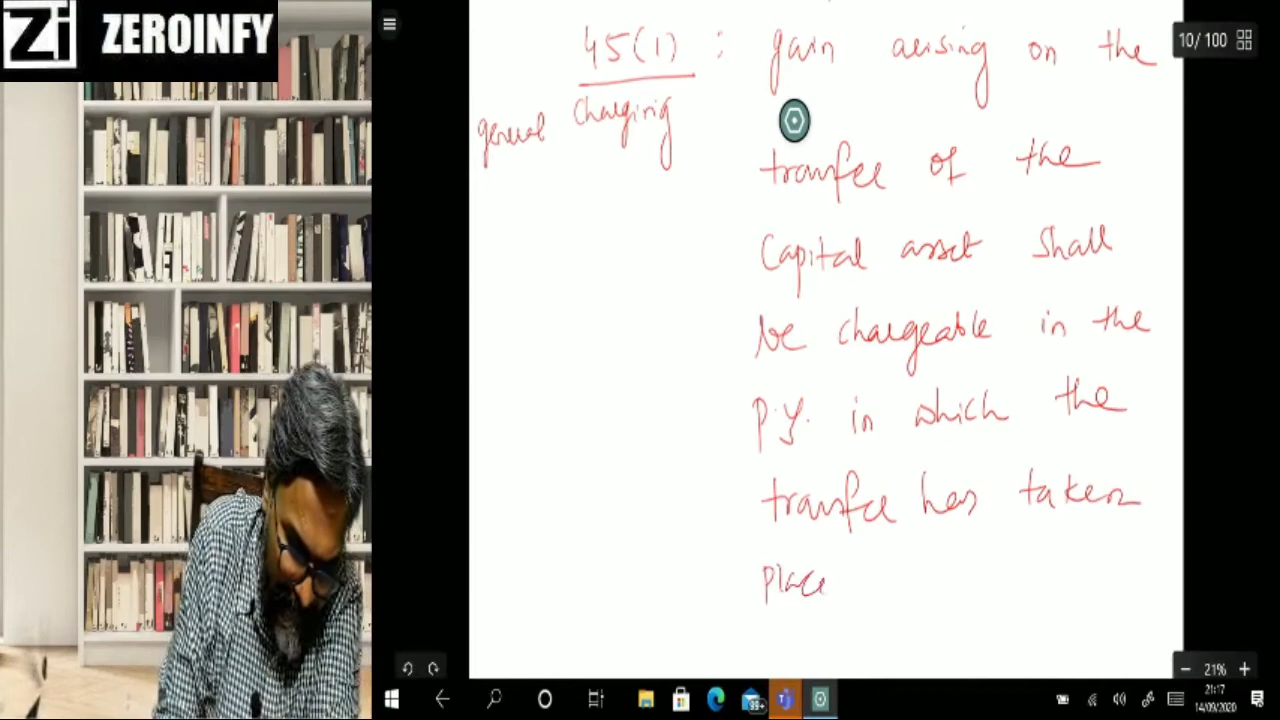 Zi ZEROINFY
10/100
45(1) : gain arising on the
general charging
transfer of the
Capital asset shall
be chargeable in the
P.Y. in which the
transfer has taken
place
21%
99+
21:17
14/09/2020